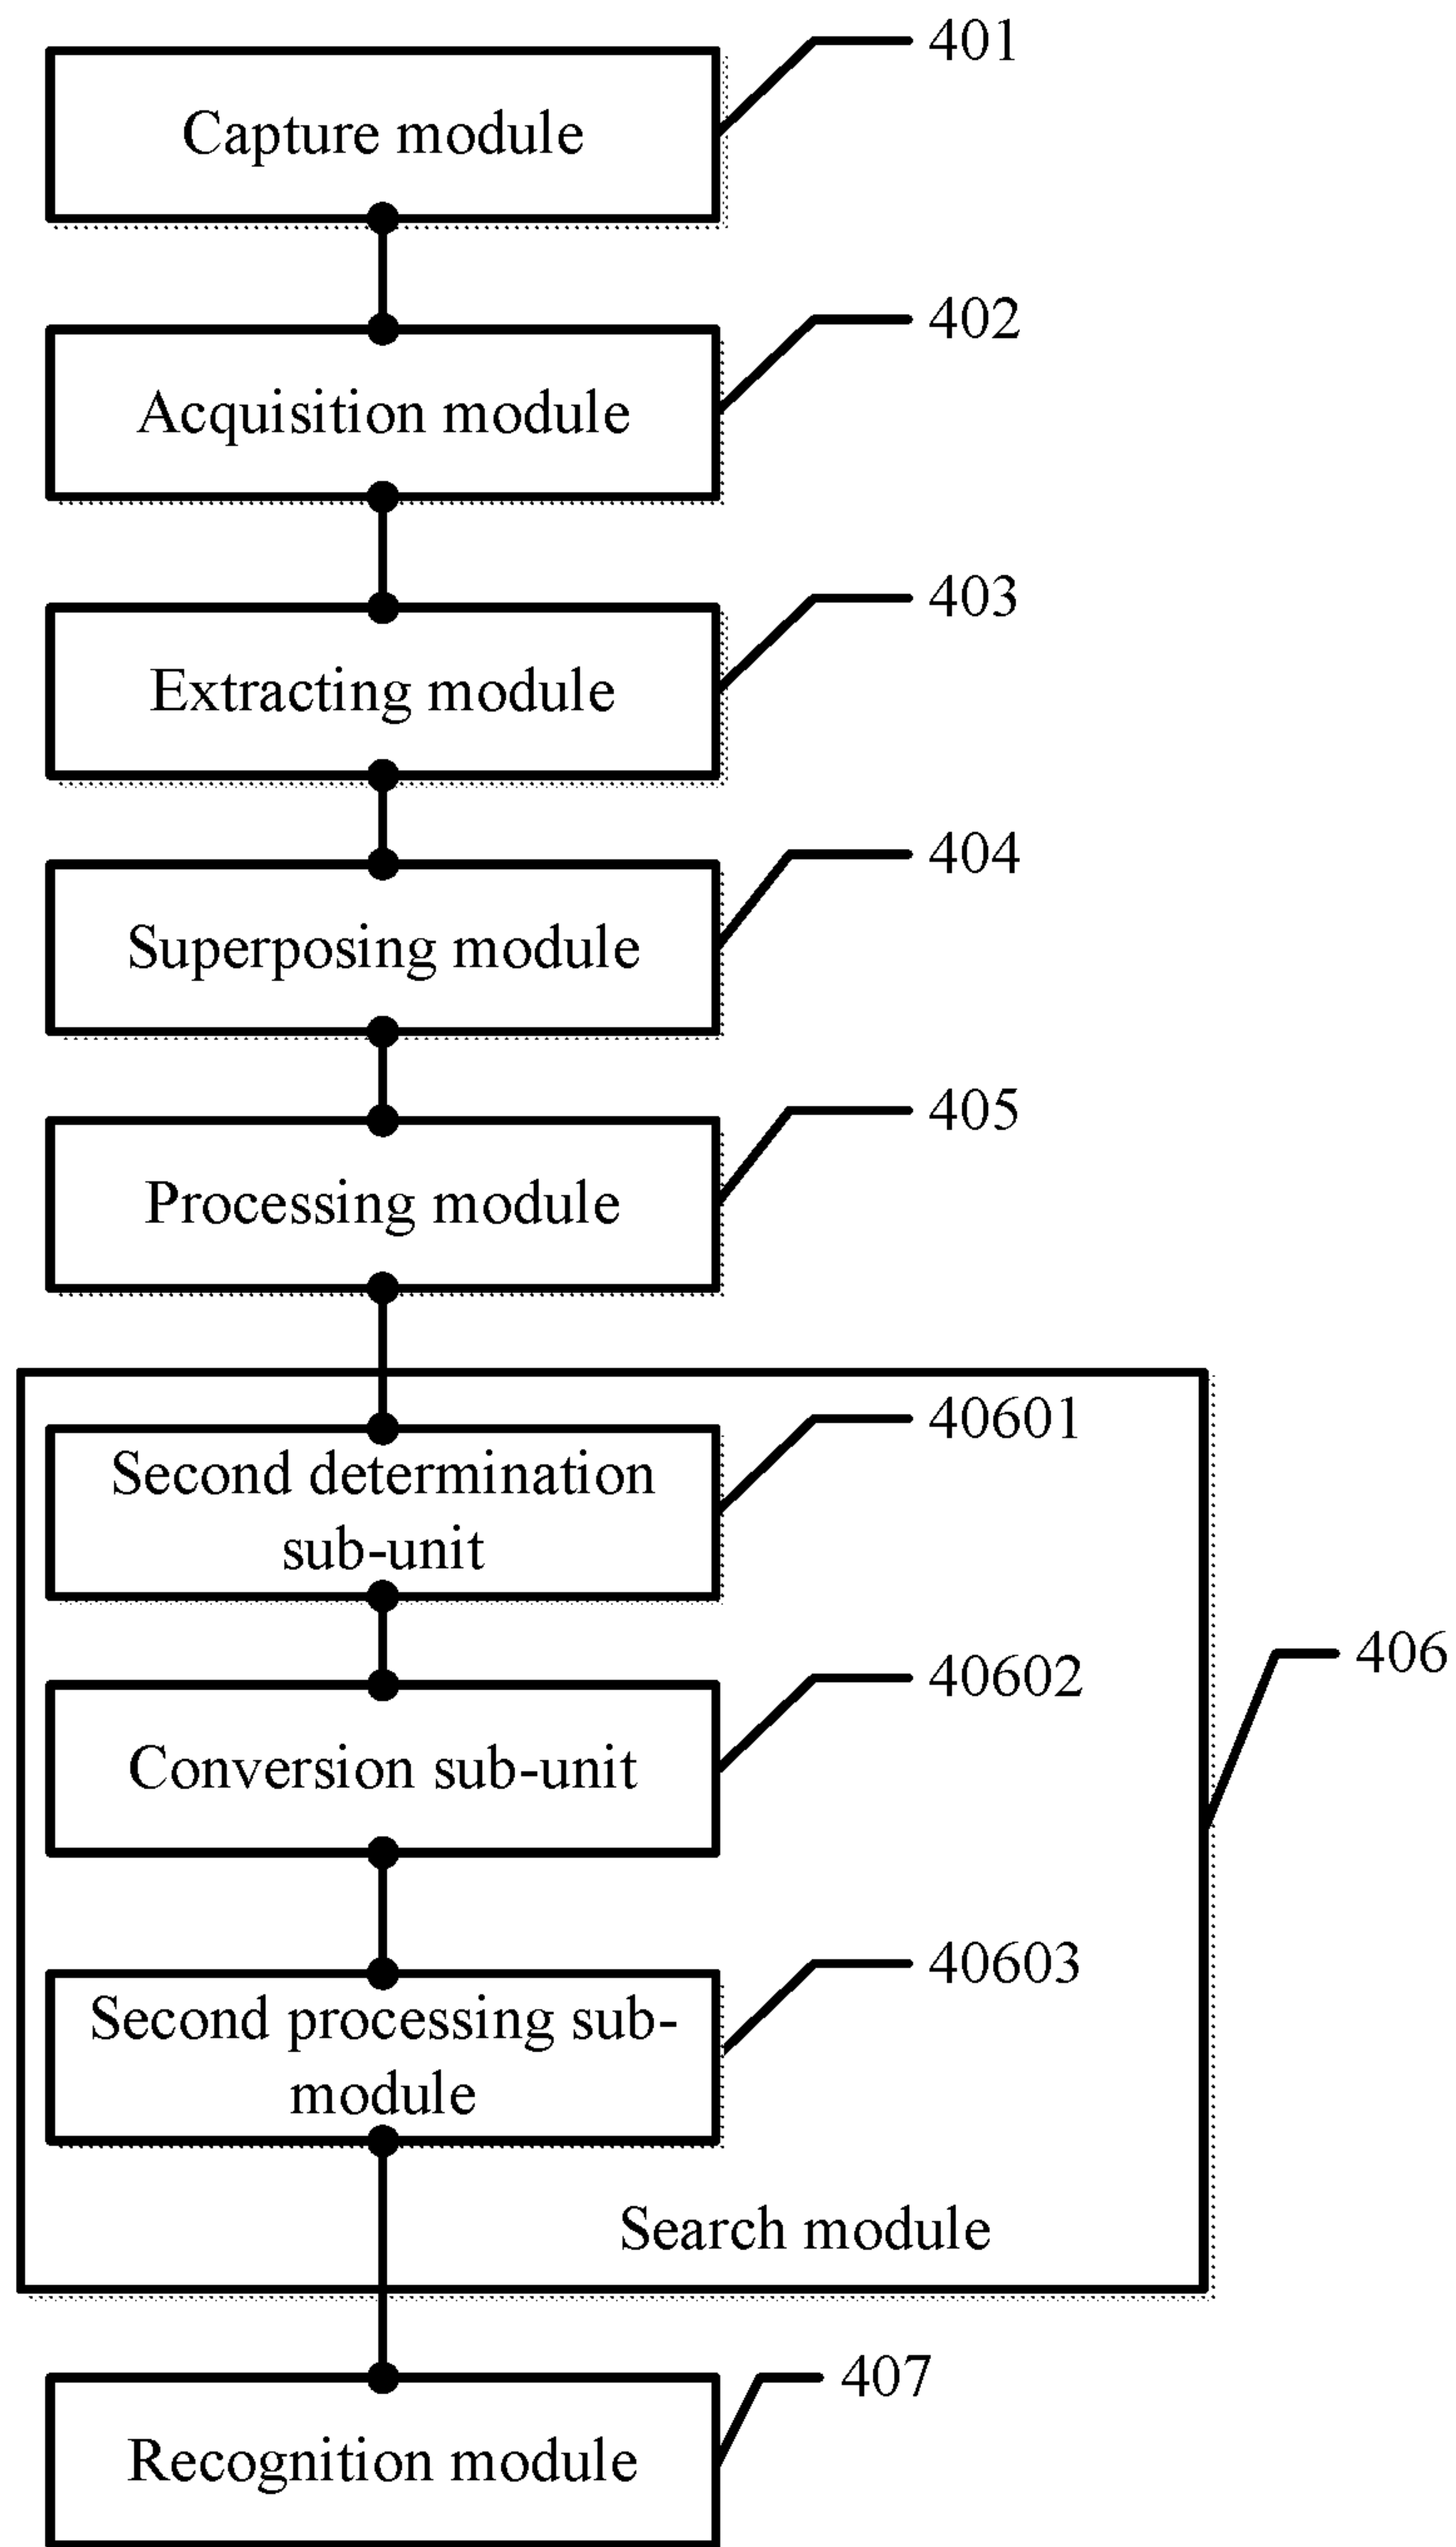 401
Capture module
402
Acquisition module
403
Extracting module
404
Superposing module
405
Processing module
40601
Second determination
sub-unit
406
40602
Conversion sub-unit
40603
Second processing sub-
module
Search module
407
Recognition module